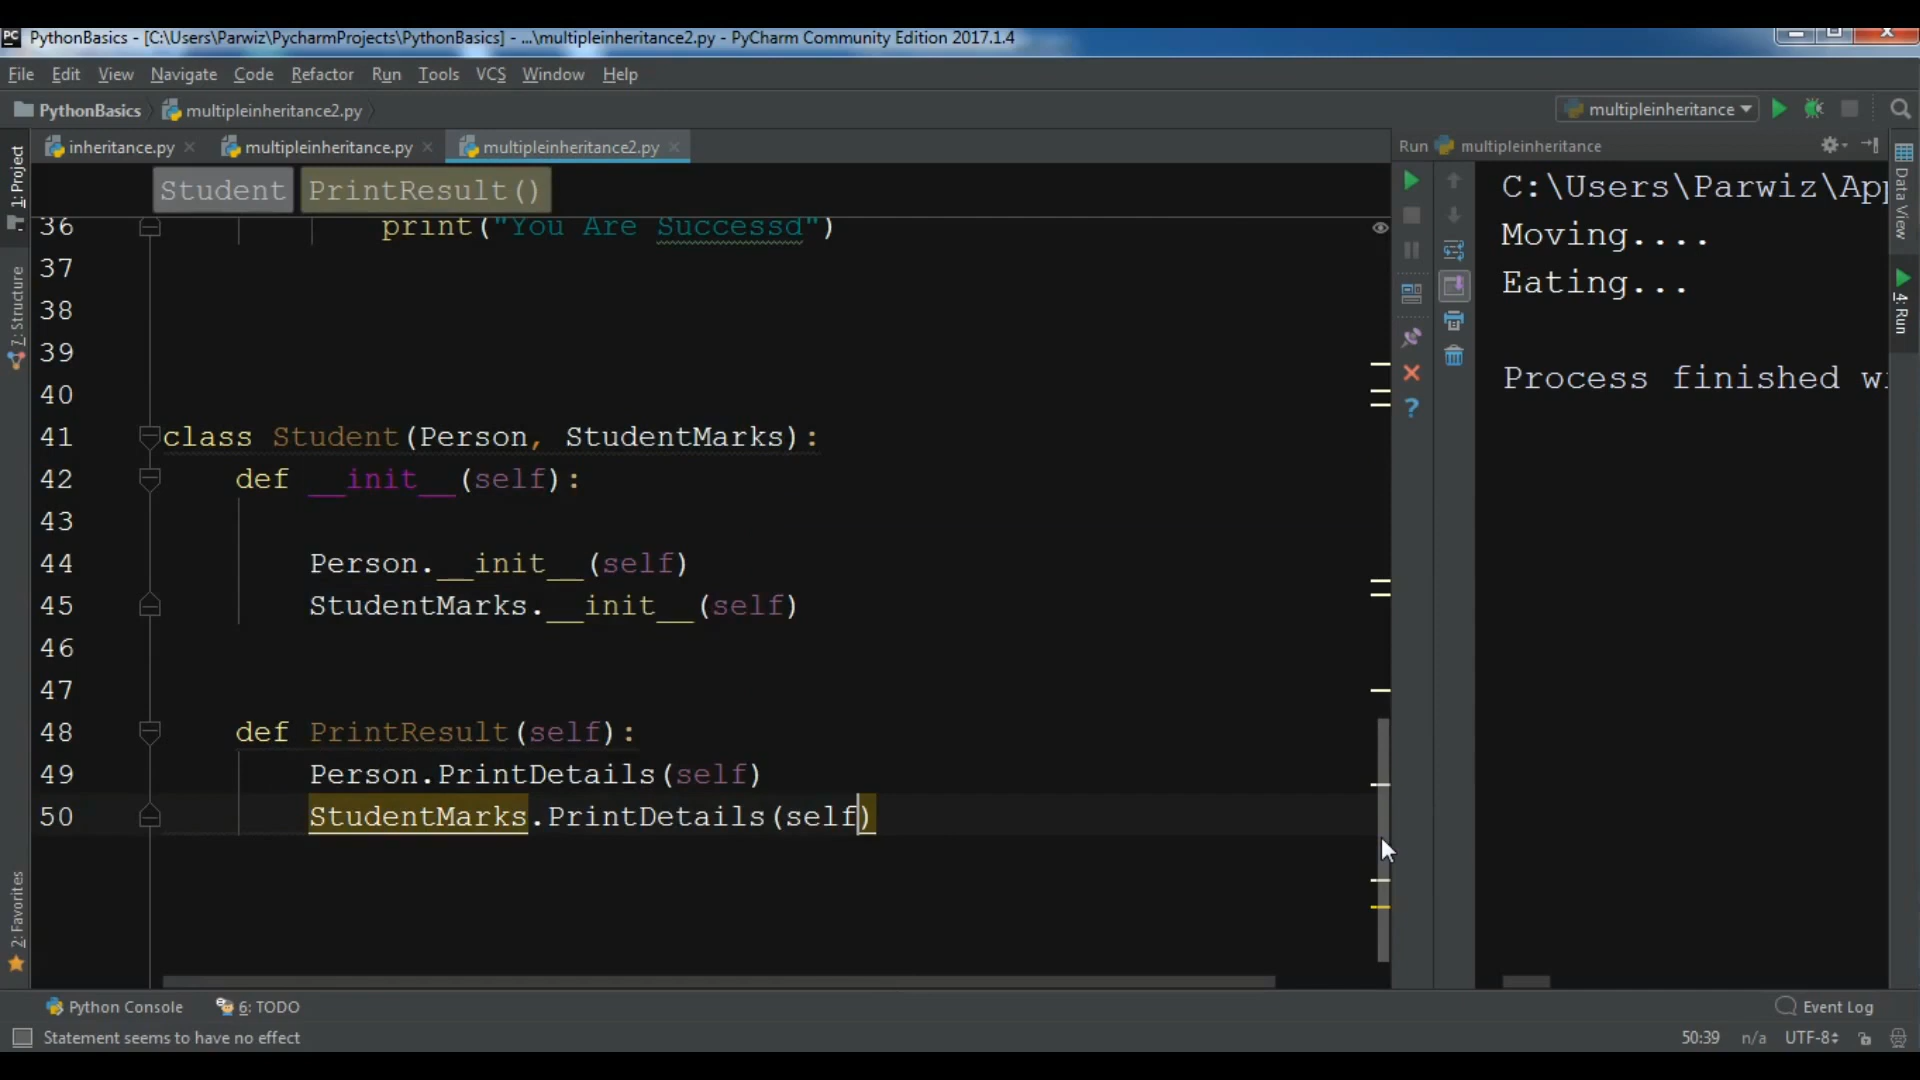 PC PythonBasics - [C:\Users\Parwiz\PycharmProjects\PythonBasics] - ...\multipleinheritance2.py - PyCharm Community Edition 2017.1.4
File Edit View Navigate Code Refactor Run Tools VCS Window Help
PythonBasics multipleinheritance2.py multipleinheritance
inheritance.py multipleinheritance.py multipleinheritance2.py
Run multipleinheritance
1: Project
7: Structure
2: Favorites
Student PrintResult()
36 print("You Are Successd")
37
38
39
40
41 class Student(Person, StudentMarks):
42 def __init__(self):
43
44 Person.__init__(self)
45 StudentMarks.__init__(self)
46
47
48 def PrintResult(self):
49 Person.PrintDetails(self)
50 StudentMarks.PrintDetails(self)
C:\Users\Parwiz\App
Moving....
Eating...
Process finished wi
Data View
4: Run
Python Console 6: TODO Event Log
Statement seems to have no effect 50:39 n/a UTF-8